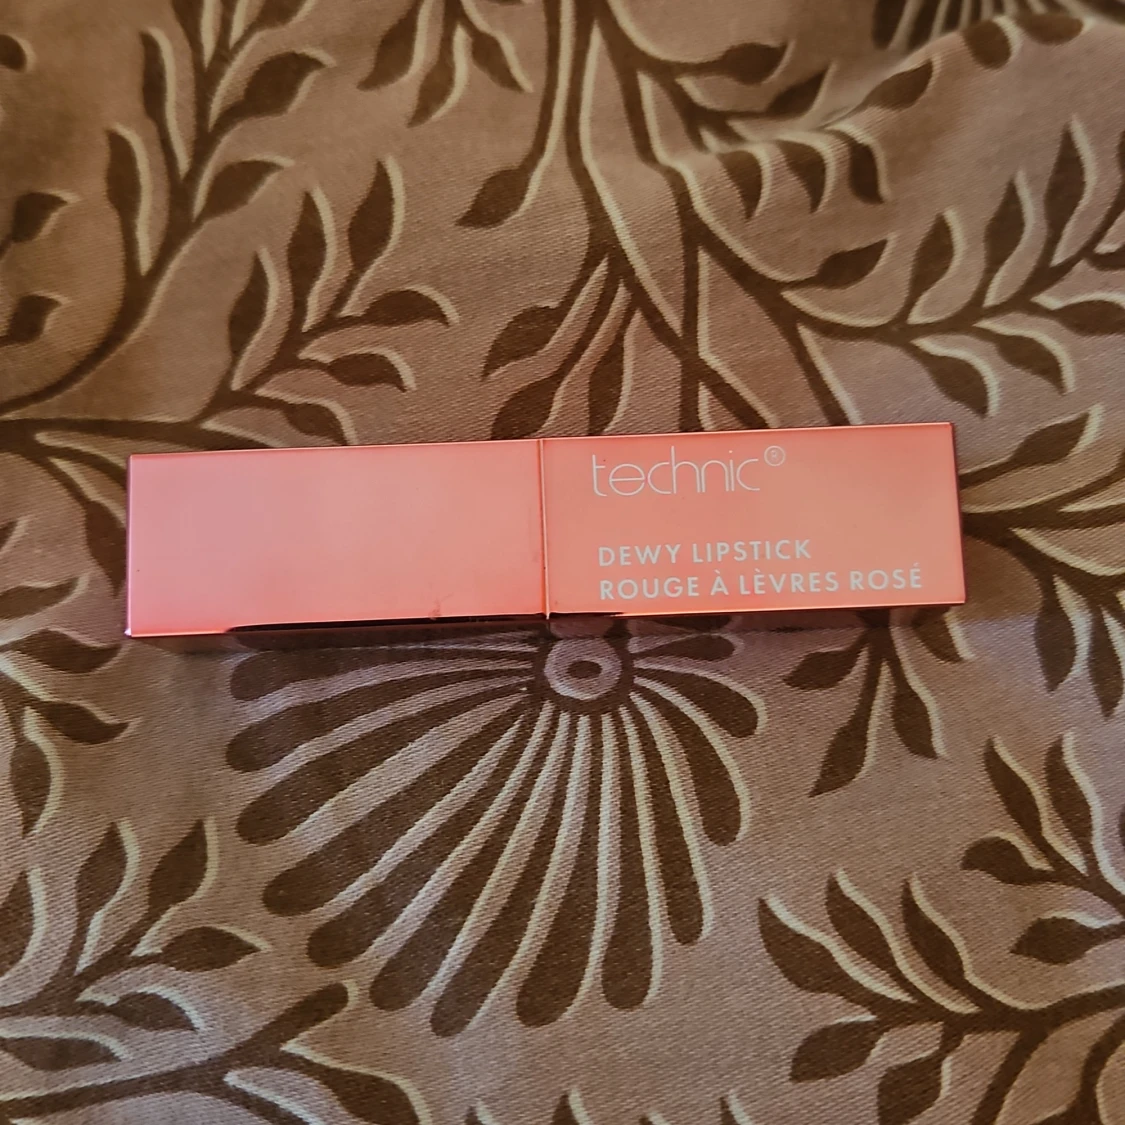 technic®
DEWY LIPSTICK
ROUGE À LÈVRES ROSÉ